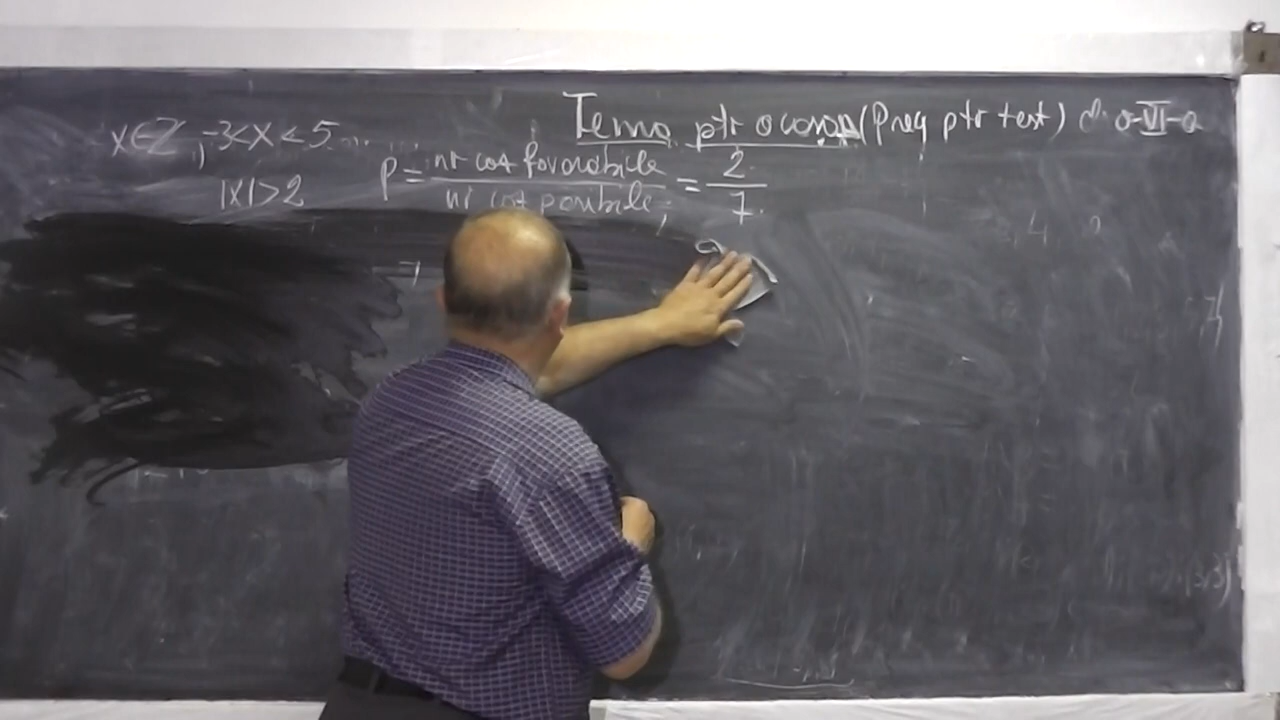 Tema ptr acasă (Preg ptr test) cl. a-VI-a
x∈Z, -3<x<5
|x|>2
P = nr caz favorabile / nr caz posibile; = 2/7